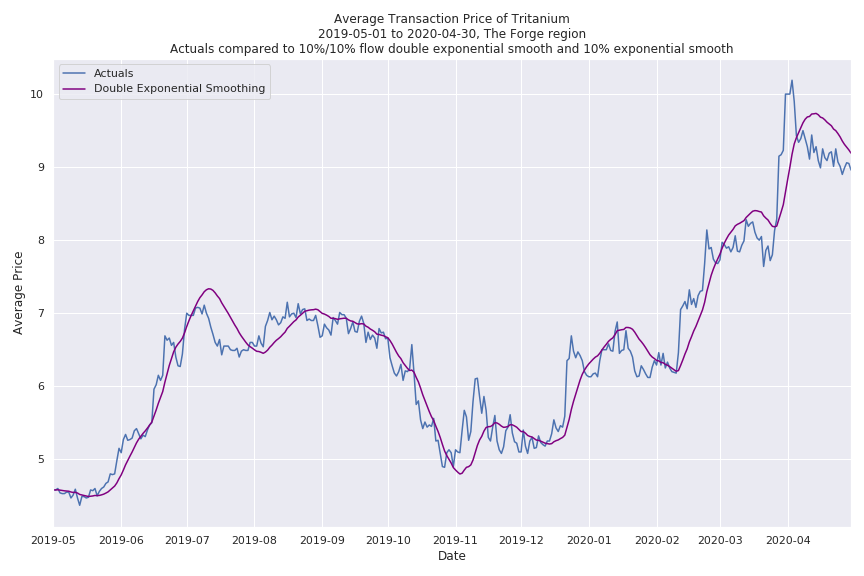 Average Transaction Price of Tritanium
2019-05-01 to 2020-04-30, The Forge region
Actuals compared to 10%/10% flow double exponential smooth and 10% exponential smooth
Actuals
Double Exponential Smoothing
10
9
8
7
6
5
Average Price
2019-05 2019-06 2019-07 2019-08 2019-09 2019-10 2019-11 2019-12 2020-01 2020-02 2020-03 2020-04
Date